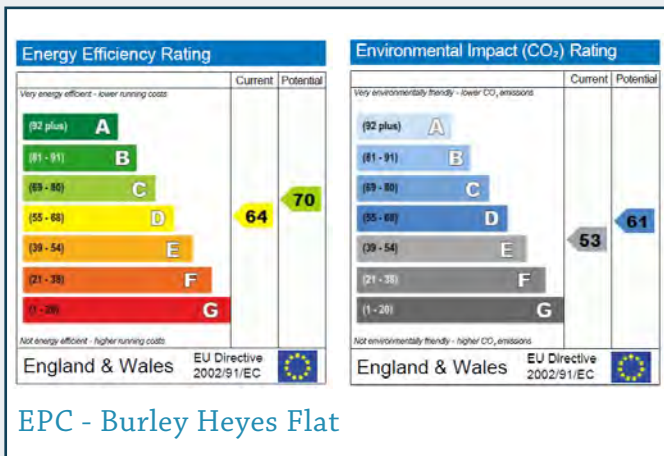 Energy Efficiency Rating
Current Potential
Very energy efficient - lower running costs
(92 plus) A
(81 - 91) B
(69 - 80) C
(55 - 68) D
(39 - 54) E
(21 - 38) F
(1 - 20) G
64
70
Not energy efficient - higher running costs
England & Wales
EU Directive
2002/91/EC
Environmental Impact (CO₂) Rating
Current Potential
Very environmentally friendly - lower CO₂ emissions
(92 plus) A
(81 - 91) B
(69 - 80) C
(55 - 68) D
(39 - 54) E
(21 - 38) F
(1 - 20) G
53
61
Not environmentally friendly - higher CO₂ emissions
England & Wales
EU Directive
2002/91/EC
EPC - Burley Heyes Flat